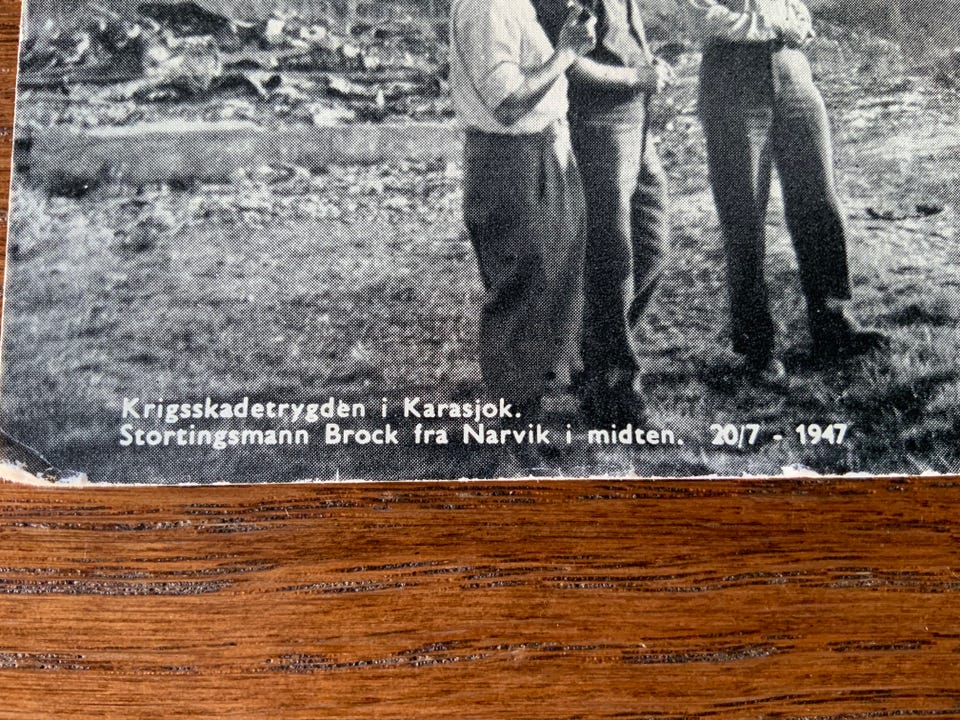 Krigsskadetrygden i Karasjok.
Stortingsmann Brock fra Narvik i midten. 20/7 - 1947